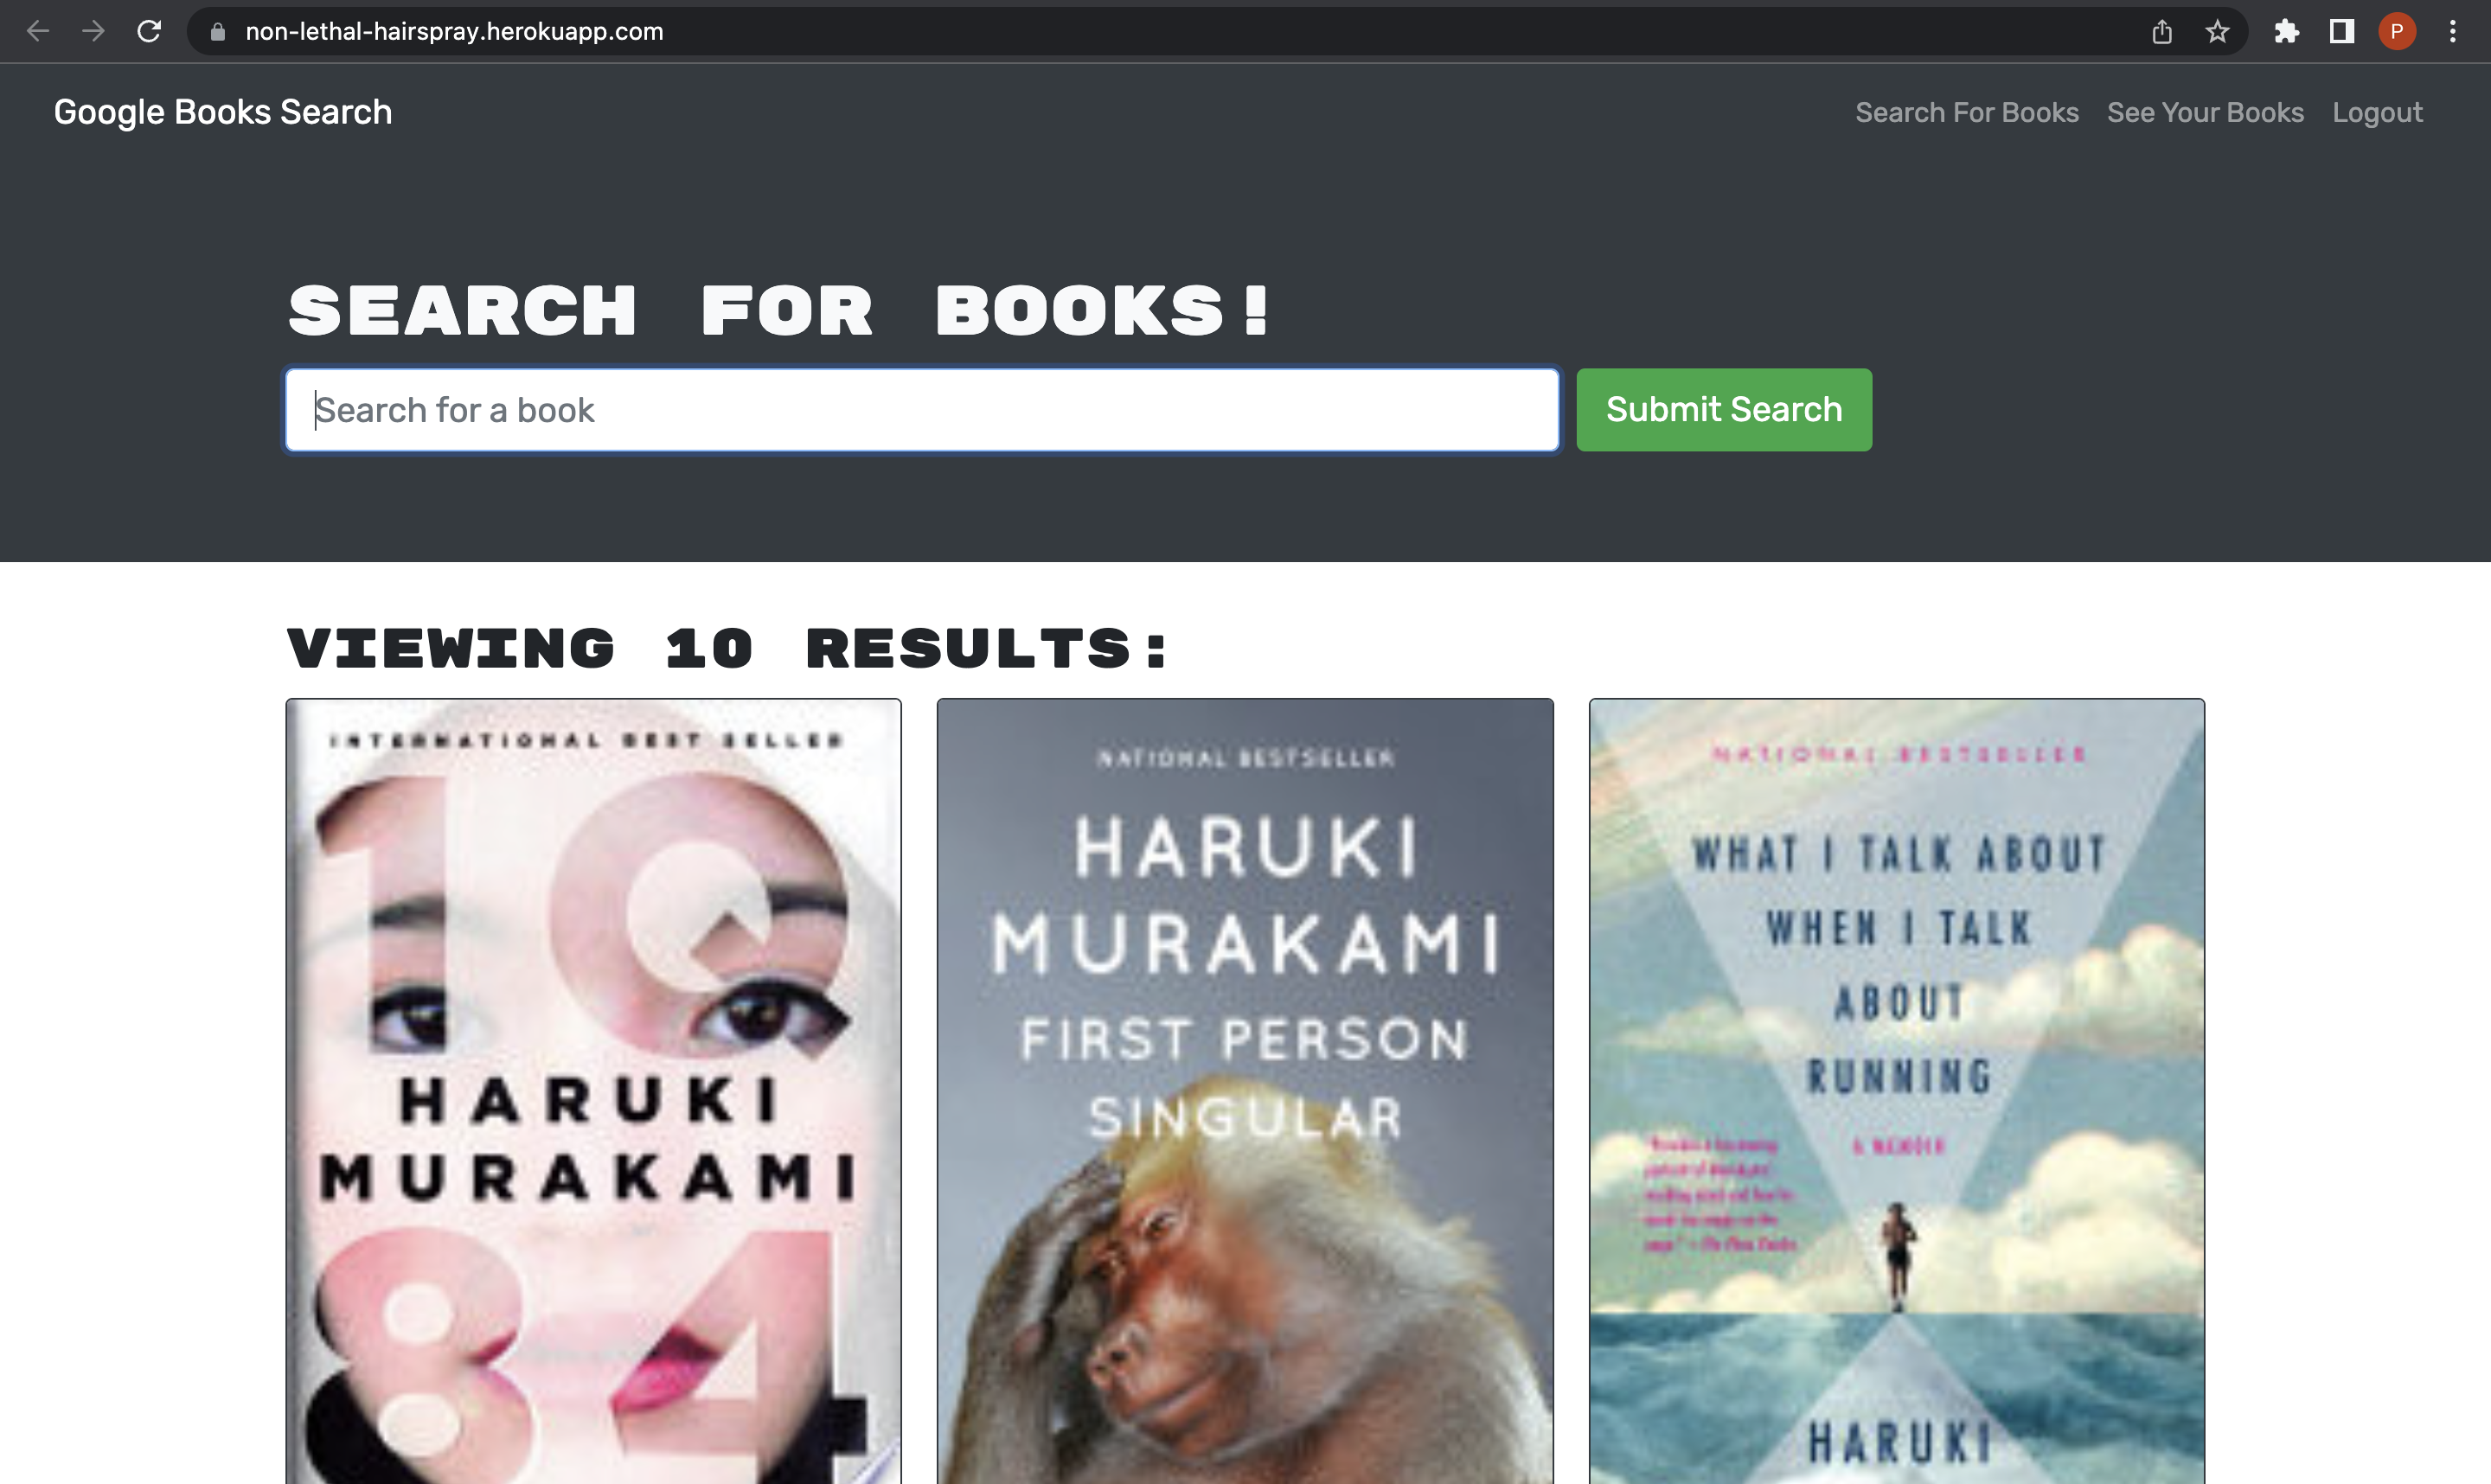 non-lethal-hairspray.herokuapp.com
P
Google Books Search
Search For Books
See Your Books
Logout
SEARCH FOR BOOKS!
Search for a book
Submit Search
VIEWING 10 RESULTS:
INTERNATIONAL BEST SELLER
1Q
HARUKI
MURAKAMI
84
NATIONAL BESTSELLER
HARUKI
MURAKAMI
FIRST PERSON
SINGULAR
NATIONAL BESTSELLER
WHAT I TALK ABOUT
WHEN I TALK
ABOUT
RUNNING
A MEMOIR
HARUKI